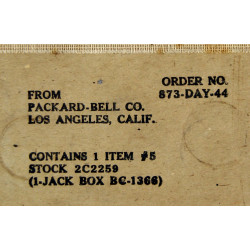 ORDER NO.
FROM 873-DAY-44
PACKARD-BELL CO.
LOS ANGELES, CALIF.
CONTAINS 1 ITEM #5
STOCK 2C2259
(1-JACK BOX BC-1366)